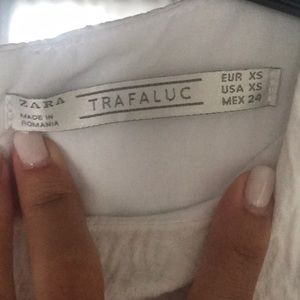 ZARA
MADE IN
ROMANIA
TRAFALUC
EUR XS
USA XS
MEX 24